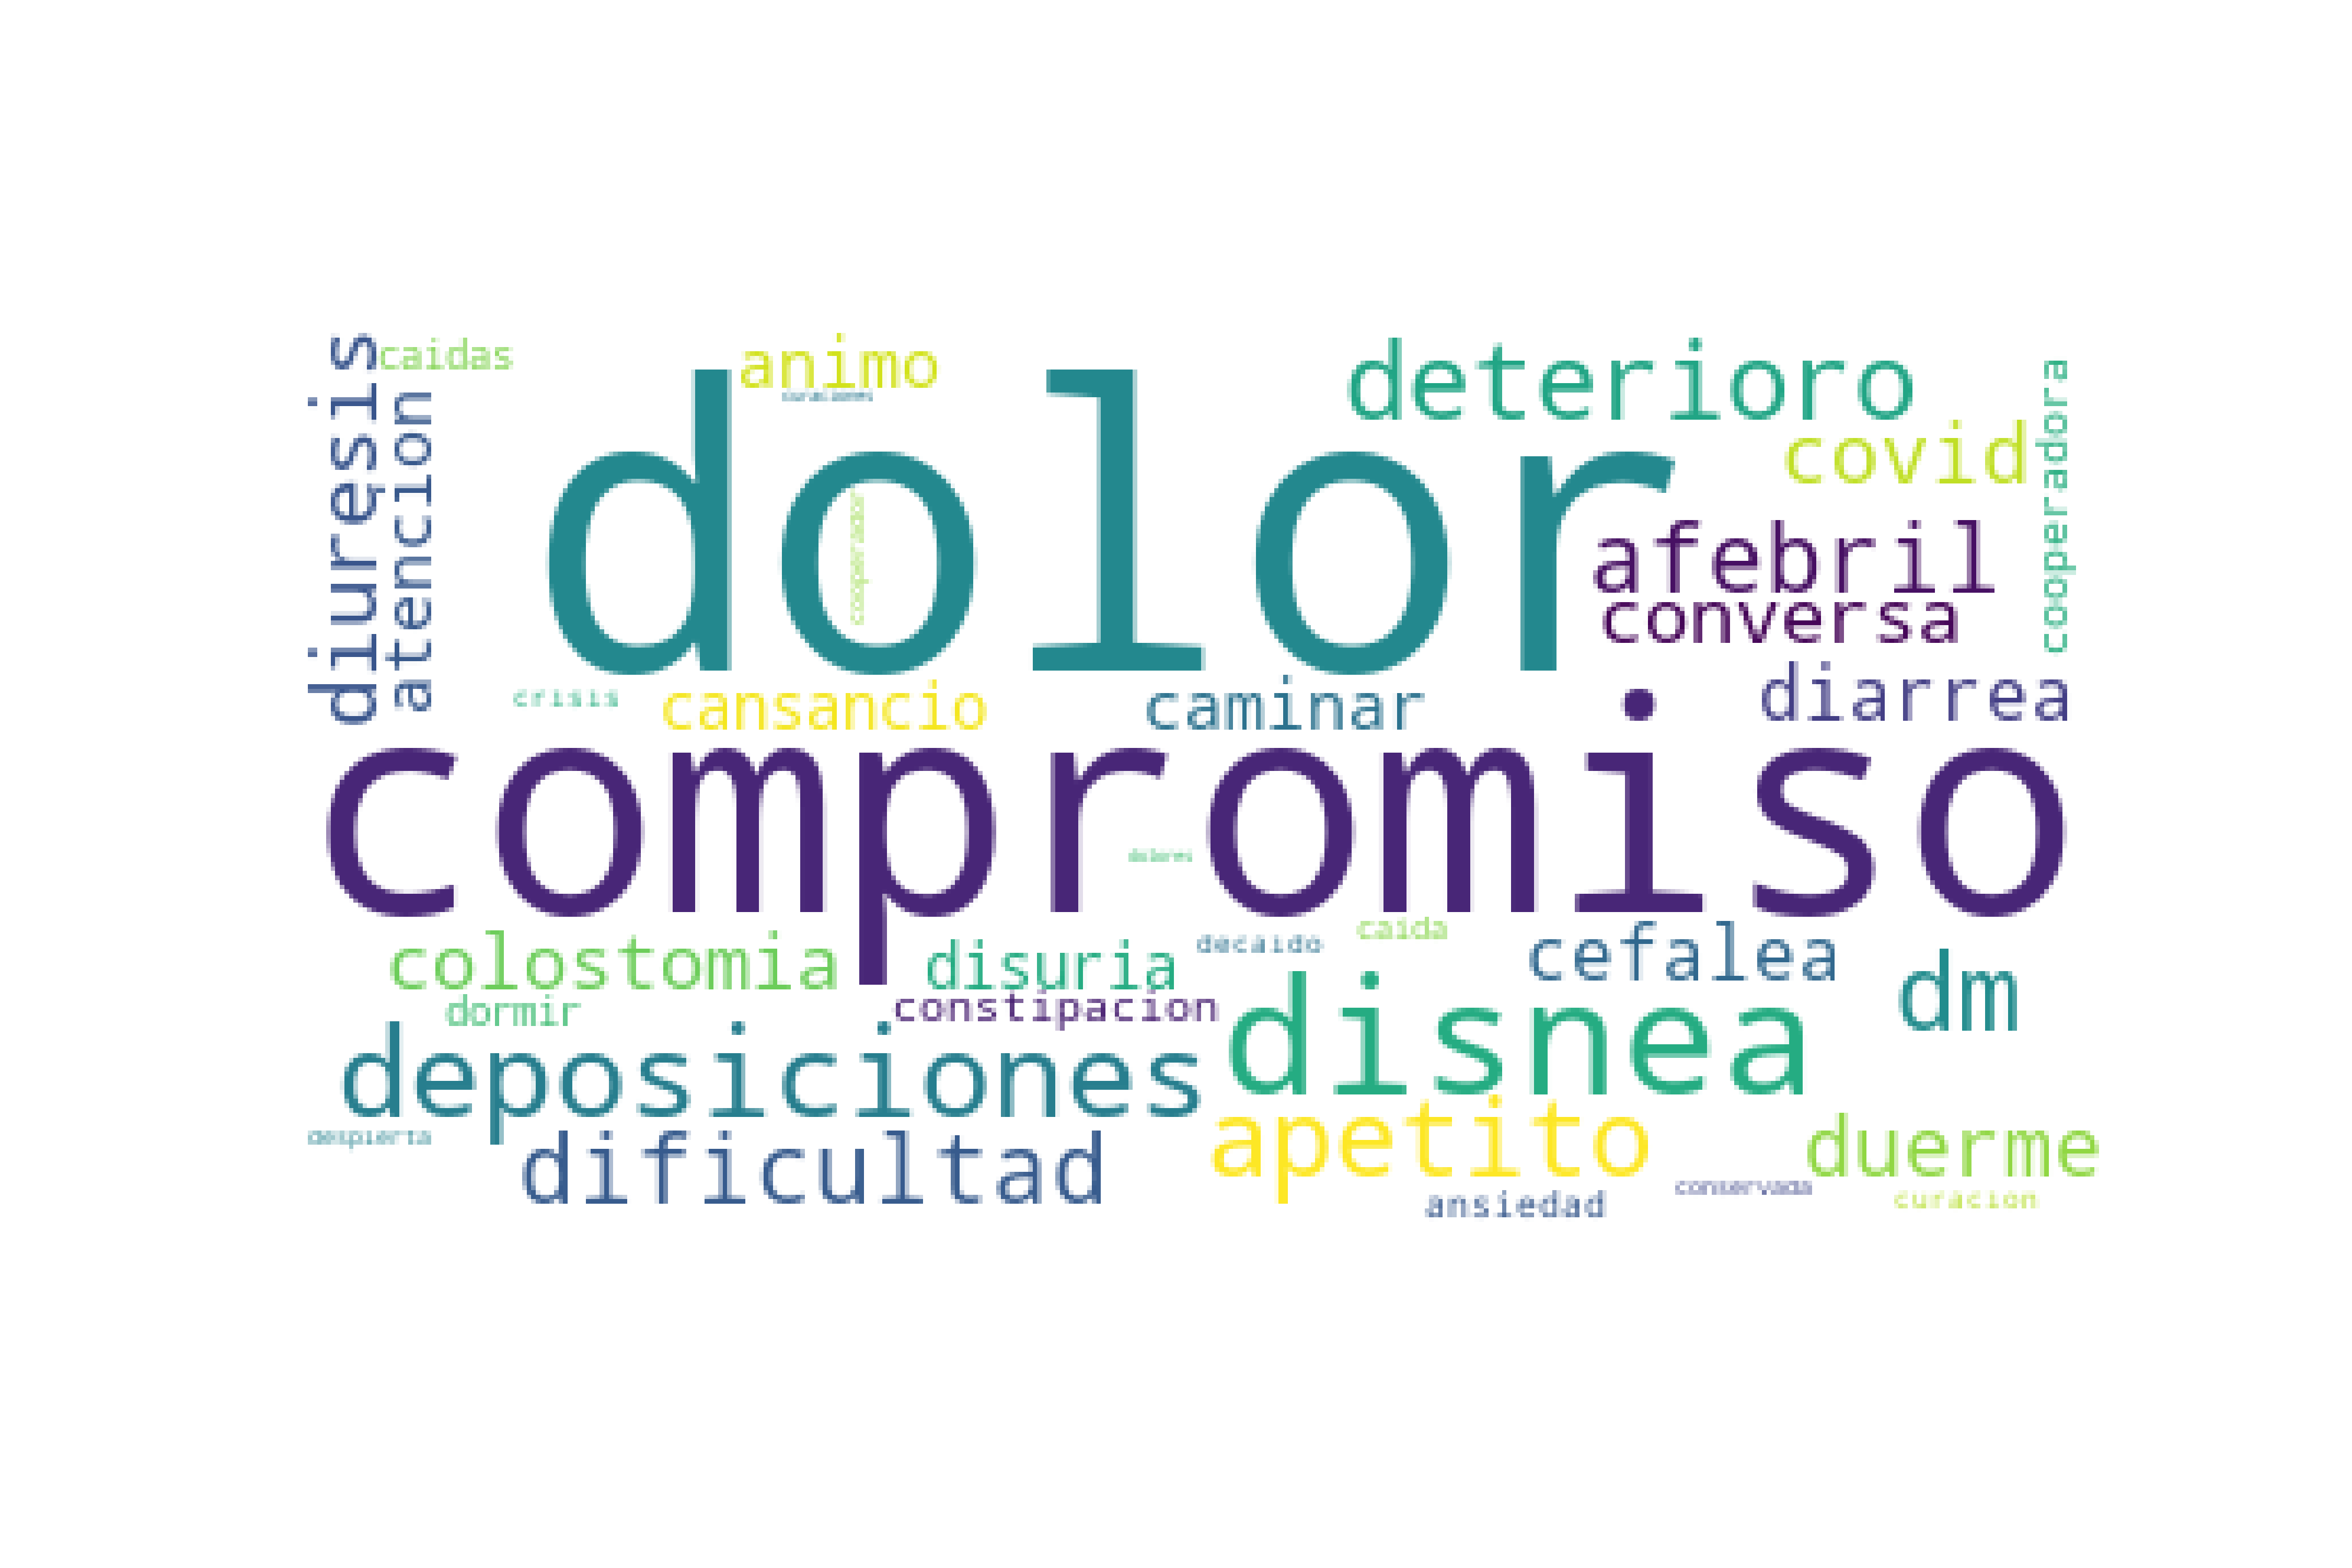 diuresis
caidas
atencion
animo
curaciones
deterioro
covid
cooperadora
dolor
afebril
conversa
diarrea
crisis
cansancio
caminar
compromiso
dolores
colostomia
disuria
decaido
caida
cefalea
dm
dormir
constipacion
disnea
deposiciones
apetito
duerme
despierta
dificultad
ansiedad
conservada
curacion